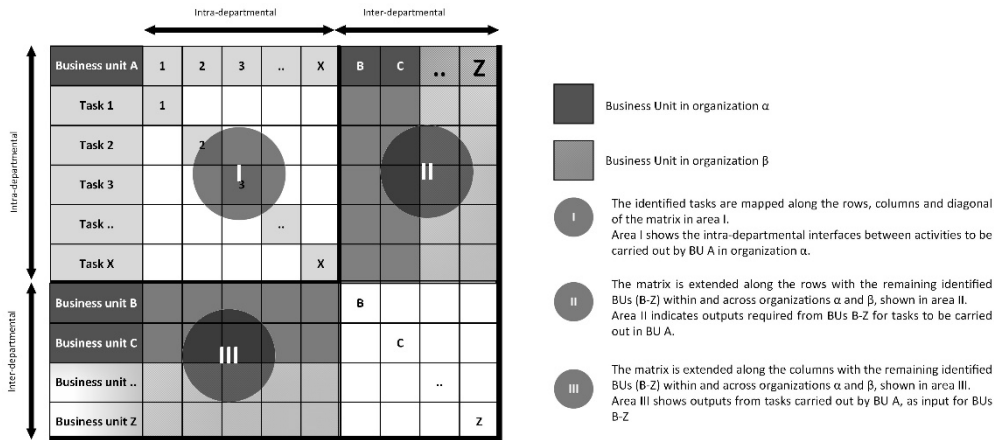 Intra-departmental Inter-departmental
Business unit A 1 2 3 .. X B C .. Z
Task 1 1
Task 2 2
Task 3 3
Task .. ..
Task X X
Business unit B B
Business unit C C
Business unit .. ..
Business unit Z Z
Intra-departmental
Inter-departmental
I
II
III
Business Unit in organization α
Business Unit in organization β
I
The identified tasks are mapped along the rows, columns and diagonal
of the matrix in area I.
Area I shows the intra-departmental interfaces between activities to be
carried out by BU A in organization α.
II
The matrix is extended along the rows with the remaining identified
BUs (B-Z) within and across organizations α and β, shown in area II.
Area II indicates outputs required from BUs B-Z for tasks to be carried
out in BU A.
III
The matrix is extended along the columns with the remaining identified
BUs (B-Z) within and across organizations α and β, shown in area III.
Area III shows outputs from tasks carried out by BU A, as input for BUs
B-Z